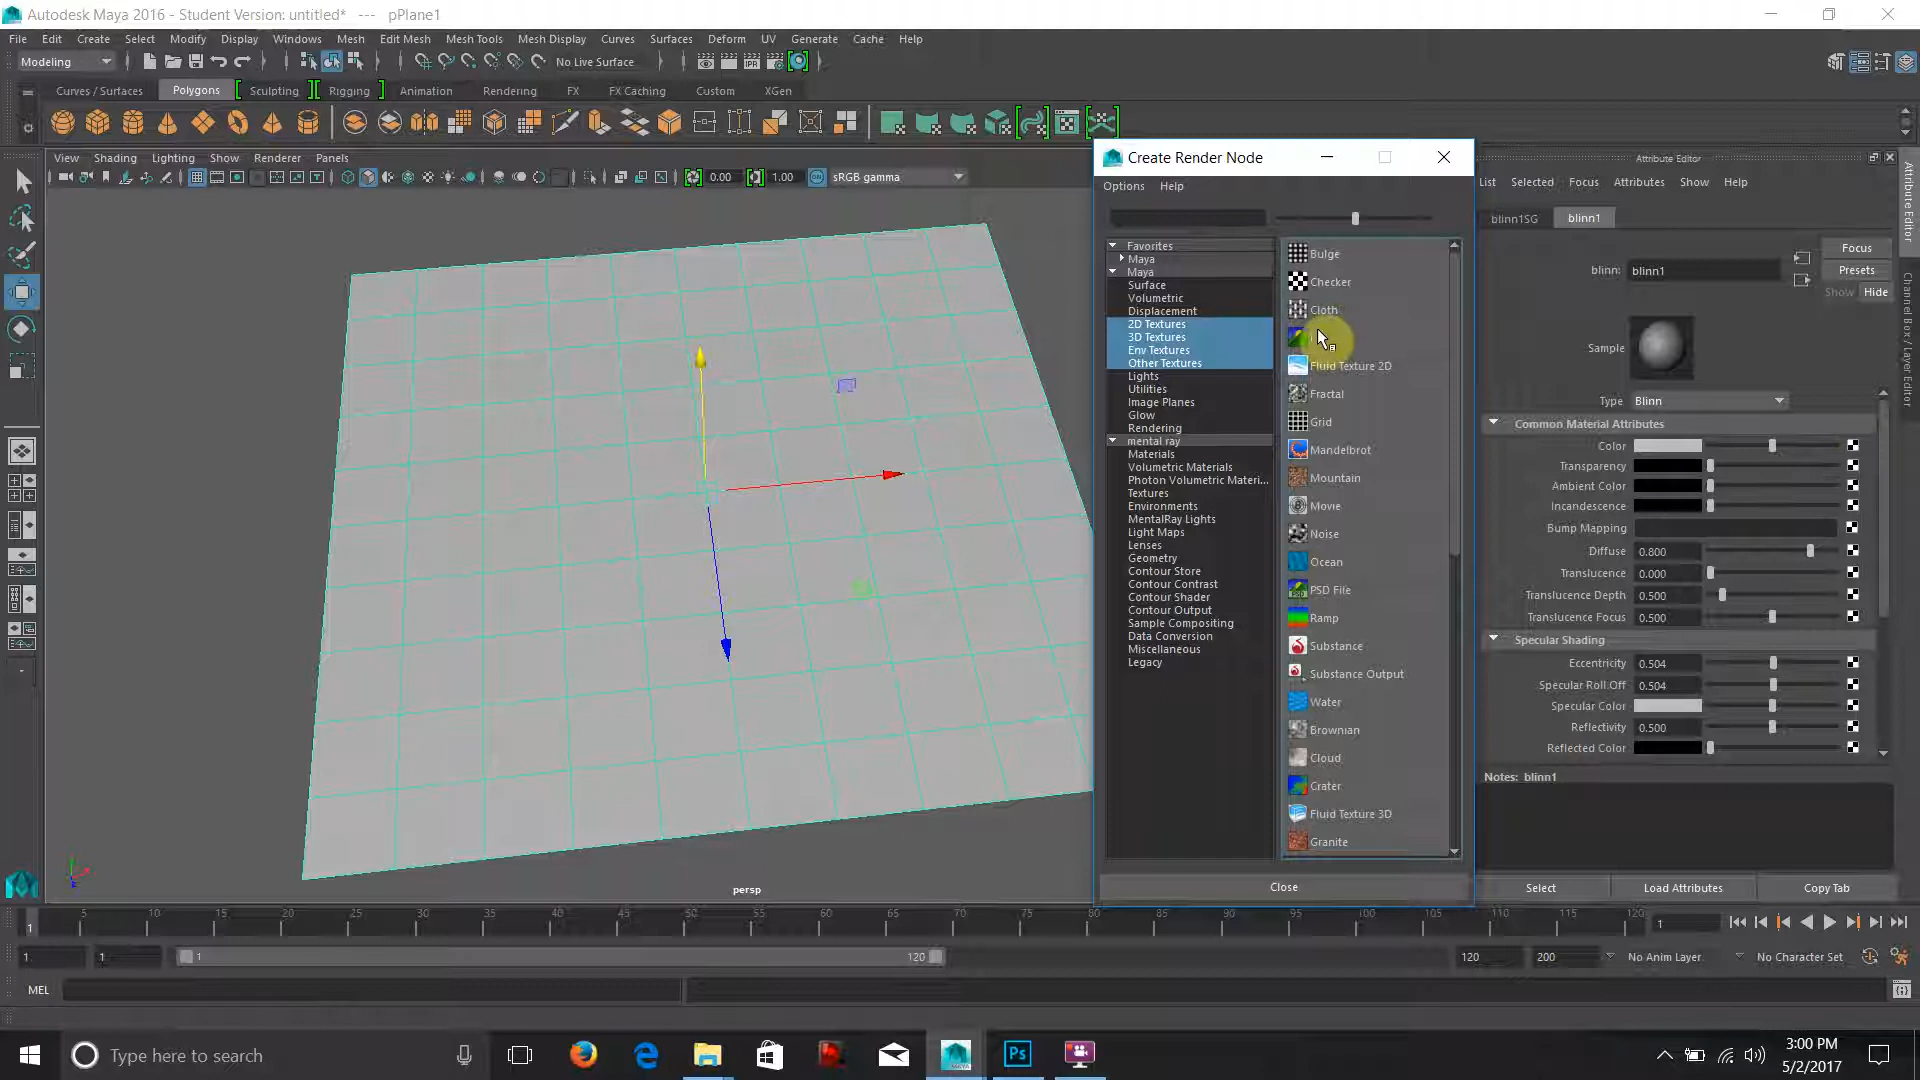 Autodesk Maya 2016 - Student Version: untitled* --- pPlane1
File Edit Create Select Modify Display Windows Mesh Edit Mesh Mesh Tools Mesh Display Curves Surfaces Deform UV Generate Cache Help
Modeling No Live Surface
Curves / Surfaces Polygons Sculpting Rigging Animation Rendering FX FX Caching Custom XGen
View Shading Lighting Show Renderer Panels
0.00 1.00 sRGB gamma
persp
Create Render Node
Options Help
Favorites
Maya
Maya
Surface
Volumetric
Displacement
2D Textures
3D Textures
Env Textures
Other Textures
Lights
Utilities
Image Planes
Glow
Rendering
mental ray
Materials
Volumetric Materials
Photon Volumetric Materi...
Textures
Environments
MentalRay Lights
Light Maps
Lenses
Geometry
Contour Store
Contour Contrast
Contour Shader
Contour Output
Sample Compositing
Data Conversion
Miscellaneous
Legacy
Bulge
Checker
Cloth
Fluid Texture 2D
Fractal
Grid
Mandelbrot
Mountain
Movie
Noise
Ocean
PSD File
Ramp
Substance
Substance Output
Water
Brownian
Cloud
Crater
Fluid Texture 3D
Granite
Close
Attribute Editor
List Selected Focus Attributes Show Help
blinn1SG blinn1
Focus
blinn: blinn1
Presets
Show Hide
Sample
Type Blinn
Common Material Attributes
Color
Transparency
Ambient Color
Incandescence
Bump Mapping
Diffuse 0.800
Translucence 0.000
Translucence Depth 0.500
Translucence Focus 0.500
Specular Shading
Eccentricity 0.504
Specular Roll Off 0.504
Specular Color
Reflectivity 0.500
Reflected Color
Notes: blinn1
Select Load Attributes Copy Tab
Attribute Editor
Channel Box / Layer Editor
1 5 10 15 20 25 30 35 40 45 50 55 60 65 70 75 80 85 90 95 100 105 110 115 120 1
1 1 1 120 120 200 No Anim Layer No Character Set
MEL
Type here to search
3:00 PM
5/2/2017